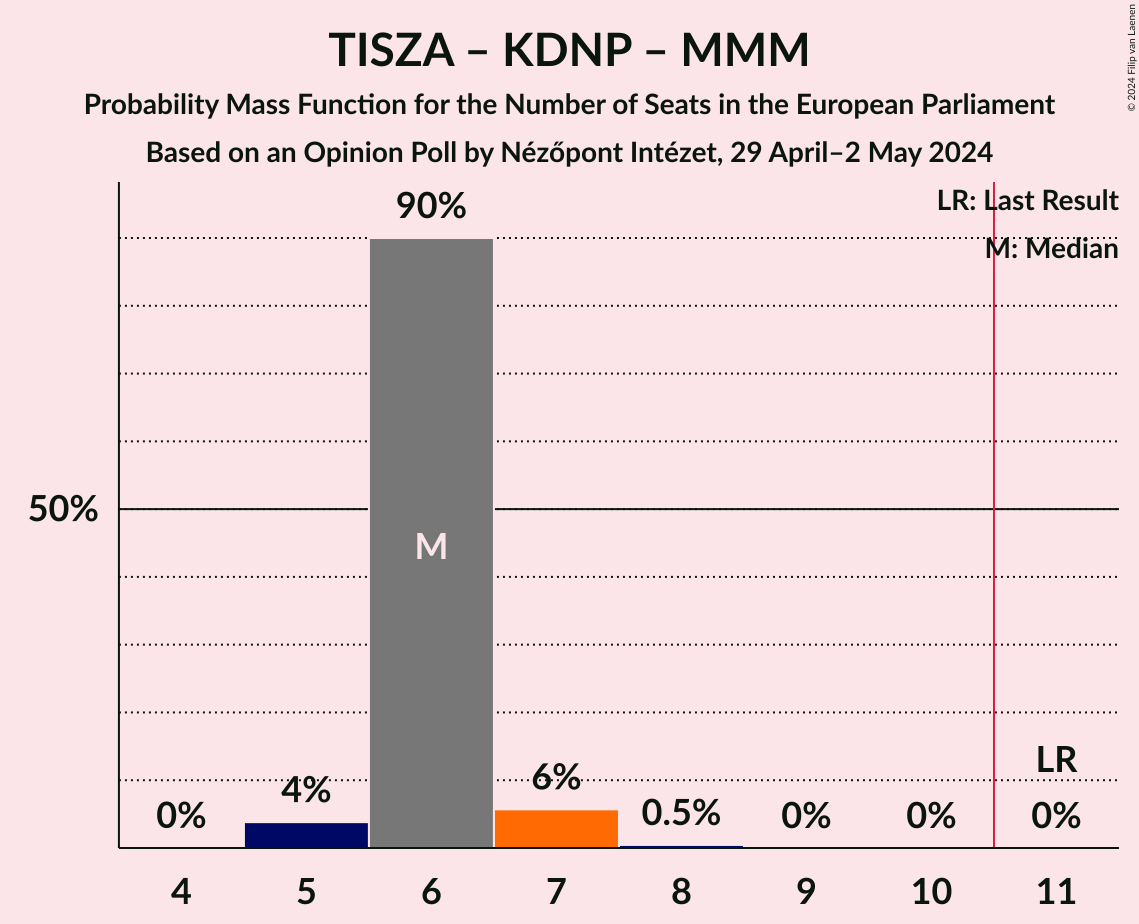 TISZA – KDNP – MMM
Probability Mass Function for the Number of Seats in the European Parliament
Based on an Opinion Poll by Nézőpont Intézet, 29 April–2 May 2024
© 2024 Filip van Laenen
LR: Last Result
M: Median
90%
50%
M
LR
0%
4%
6%
0.5%
0%
0%
0%
4 5 6 7 8 9 10 11